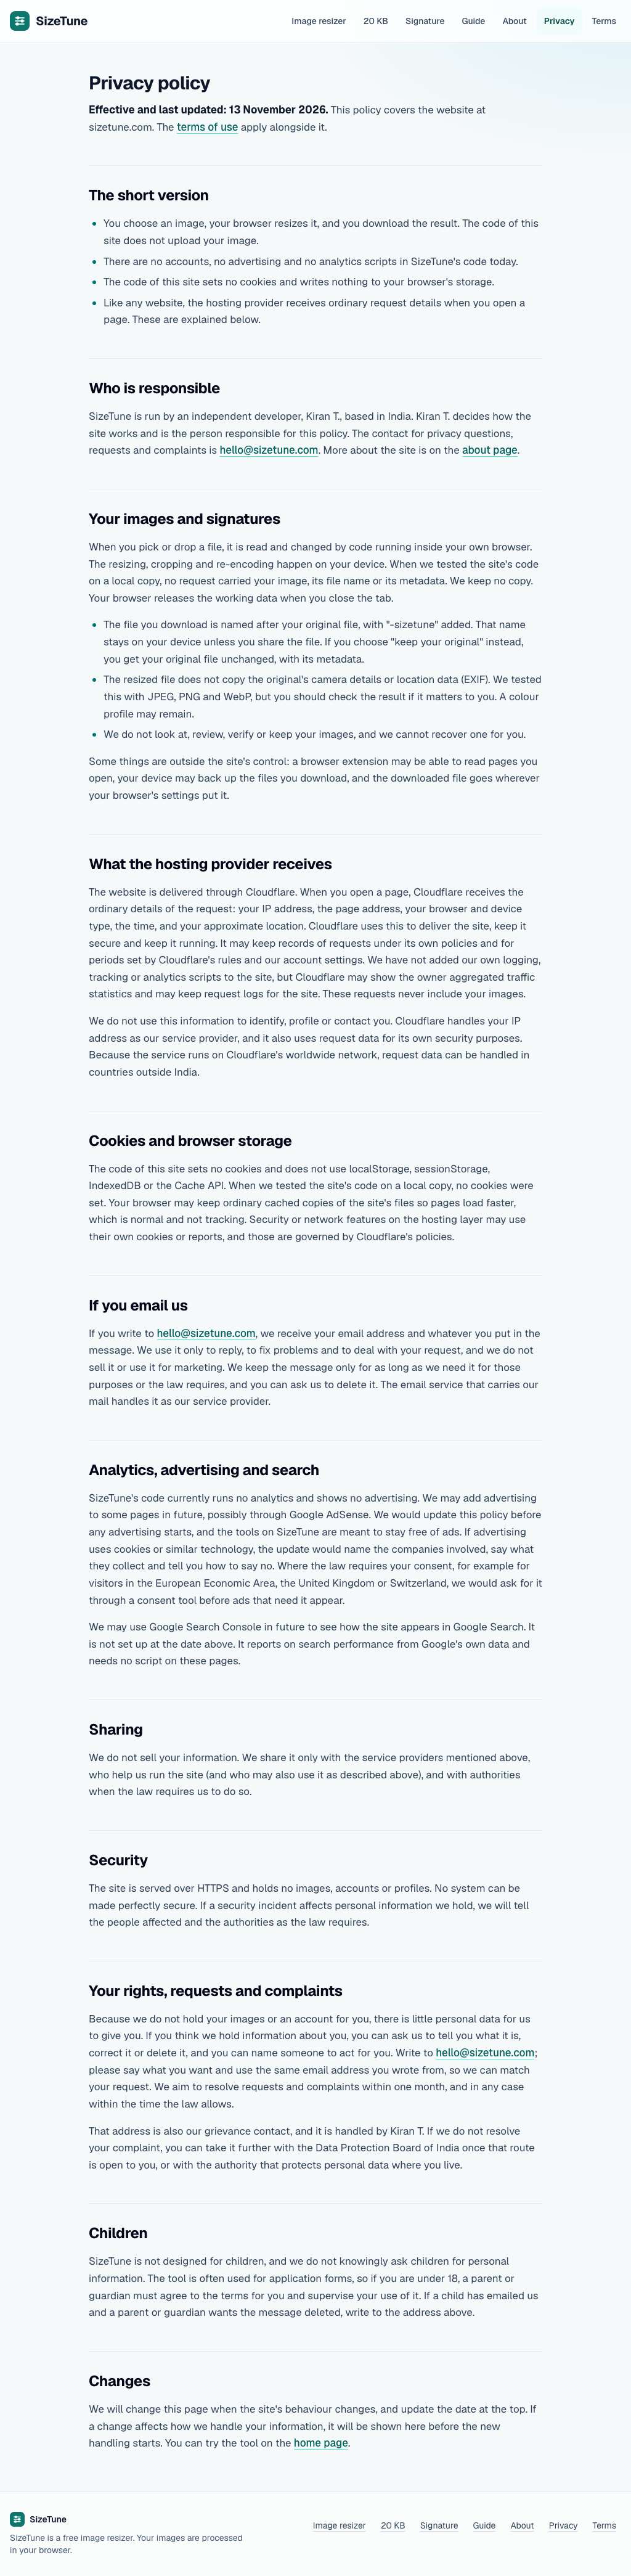 SizeTune
Image resizer 20 KB Signature Guide About Privacy Terms
Privacy policy
Effective and last updated: 13 November 2026. This policy covers the website at
sizetune.com. The terms of use apply alongside it.
The short version
You choose an image, your browser resizes it, and you download the result. The code of this
site does not upload your image.
There are no accounts, no advertising and no analytics scripts in SizeTune's code today.
The code of this site sets no cookies and writes nothing to your browser's storage.
Like any website, the hosting provider receives ordinary request details when you open a
page. These are explained below.
Who is responsible
SizeTune is run by an independent developer, Kiran T., based in India. Kiran T. decides how the
site works and is the person responsible for this policy. The contact for privacy questions,
requests and complaints is hello@sizetune.com. More about the site is on the about page.
Your images and signatures
When you pick or drop a file, it is read and changed by code running inside your own browser.
The resizing, cropping and re-encoding happen on your device. When we tested the site's code
on a local copy, no request carried your image, its file name or its metadata. We keep no copy.
Your browser releases the working data when you close the tab.
The file you download is named after your original file, with "-sizetune" added. That name
stays on your device unless you share the file. If you choose "keep your original" instead,
you get your original file unchanged, with its metadata.
The resized file does not copy the original's camera details or location data (EXIF). We tested
this with JPEG, PNG and WebP, but you should check the result if it matters to you. A colour
profile may remain.
We do not look at, review, verify or keep your images, and we cannot recover one for you.
Some things are outside the site's control: a browser extension may be able to read pages you
open, your device may back up the files you download, and the downloaded file goes wherever
your browser's settings put it.
What the hosting provider receives
The website is delivered through Cloudflare. When you open a page, Cloudflare receives the
ordinary details of the request: your IP address, the page address, your browser and device
type, the time, and your approximate location. Cloudflare uses this to deliver the site, keep it
secure and keep it running. It may keep records of requests under its own policies and for
periods set by Cloudflare's rules and our account settings. We have not added our own logging,
tracking or analytics scripts to the site, but Cloudflare may show the owner aggregated traffic
statistics and may keep request logs for the site. These requests never include your images.
We do not use this information to identify, profile or contact you. Cloudflare handles your IP
address as our service provider, and it also uses request data for its own security purposes.
Because the service runs on Cloudflare's worldwide network, request data can be handled in
countries outside India.
Cookies and browser storage
The code of this site sets no cookies and does not use localStorage, sessionStorage,
IndexedDB or the Cache API. When we tested the site's code on a local copy, no cookies were
set. Your browser may keep ordinary cached copies of the site's files so pages load faster,
which is normal and not tracking. Security or network features on the hosting layer may use
their own cookies or reports, and those are governed by Cloudflare's policies.
If you email us
If you write to hello@sizetune.com, we receive your email address and whatever you put in the
message. We use it only to reply, to fix problems and to deal with your request, and we do not
sell it or use it for marketing. We keep the message only for as long as we need it for those
purposes or the law requires, and you can ask us to delete it. The email service that carries our
mail handles it as our service provider.
Analytics, advertising and search
SizeTune's code currently runs no analytics and shows no advertising. We may add advertising
to some pages in future, possibly through Google AdSense. We would update this policy before
any advertising starts, and the tools on SizeTune are meant to stay free of ads. If advertising
uses cookies or similar technology, the update would name the companies involved, say what
they collect and tell you how to say no. Where the law requires your consent, for example for
visitors in the European Economic Area, the United Kingdom or Switzerland, we would ask for it
through a consent tool before ads that need it appear.
We may use Google Search Console in future to see how the site appears in Google Search. It
is not set up at the date above. It reports on search performance from Google's own data and
needs no script on these pages.
Sharing
We do not sell your information. We share it only with the service providers mentioned above,
who help us run the site (and who may also use it as described above), and with authorities
when the law requires us to do so.
Security
The site is served over HTTPS and holds no images, accounts or profiles. No system can be
made perfectly secure. If a security incident affects personal information we hold, we will tell
the people affected and the authorities as the law requires.
Your rights, requests and complaints
Because we do not hold your images or an account for you, there is little personal data for us
to give you. If you think we hold information about you, you can ask us to tell you what it is,
correct it or delete it, and you can name someone to act for you. Write to hello@sizetune.com;
please say what you want and use the same email address you wrote from, so we can match
your request. We aim to resolve requests and complaints within one month, and in any case
within the time the law allows.
That address is also our grievance contact, and it is handled by Kiran T. If we do not resolve
your complaint, you can take it further with the Data Protection Board of India once that route
is open to you, or with the authority that protects personal data where you live.
Children
SizeTune is not designed for children, and we do not knowingly ask children for personal
information. The tool is often used for application forms, so if you are under 18, a parent or
guardian must agree to the terms for you and supervise your use of it. If a child has emailed us
and a parent or guardian wants the message deleted, write to the address above.
Changes
We will change this page when the site's behaviour changes, and update the date at the top. If
a change affects how we handle your information, it will be shown here before the new
handling starts. You can try the tool on the home page.
SizeTune
SizeTune is a free image resizer. Your images are processed
in your browser.
Image resizer 20 KB Signature Guide About Privacy Terms